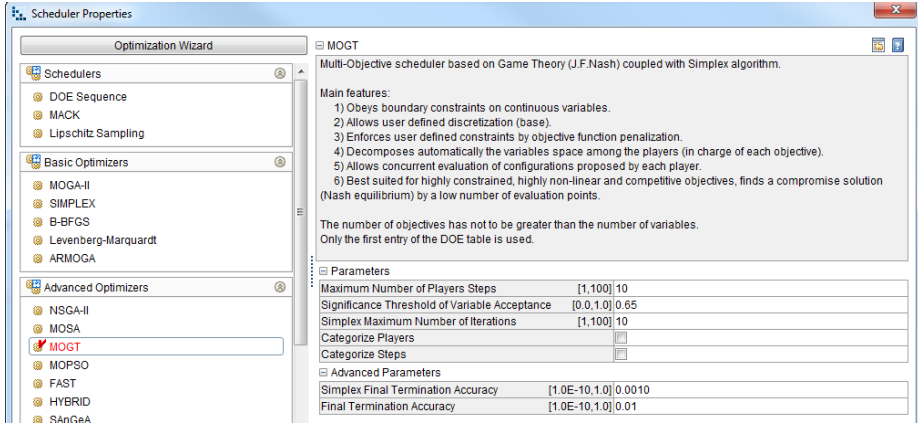 Scheduler Properties
Optimization Wizard
Schedulers
DOE Sequence
MACK
Lipschitz Sampling
Basic Optimizers
MOGA-II
SIMPLEX
B-BFGS
Levenberg-Marquardt
ARMOGA
Advanced Optimizers
NSGA-II
MOSA
MOGT
MOPSO
FAST
HYBRID
SAnGeA
MOGT
Multi-Objective scheduler based on Game Theory (J.F.Nash) coupled with Simplex algorithm.
Main features:
1) Obeys boundary constraints on continuous variables.
2) Allows user defined discretization (base).
3) Enforces user defined constraints by objective function penalization.
4) Decomposes automatically the variables space among the players (in charge of each objective).
5) Allows concurrent evaluation of configurations proposed by each player.
6) Best suited for highly constrained, highly non-linear and competitive objectives, finds a compromise solution
(Nash equilibrium) by a low number of evaluation points.
The number of objectives has not to be greater than the number of variables.
Only the first entry of the DOE table is used.
Parameters
Maximum Number of Players Steps [1,100] 10
Significance Threshold of Variable Acceptance [0.0,1.0] 0.65
Simplex Maximum Number of Iterations [1,100] 10
Categorize Players
Categorize Steps
Advanced Parameters
Simplex Final Termination Accuracy [1.0E-10,1.0] 0.0010
Final Termination Accuracy [1.0E-10,1.0] 0.01